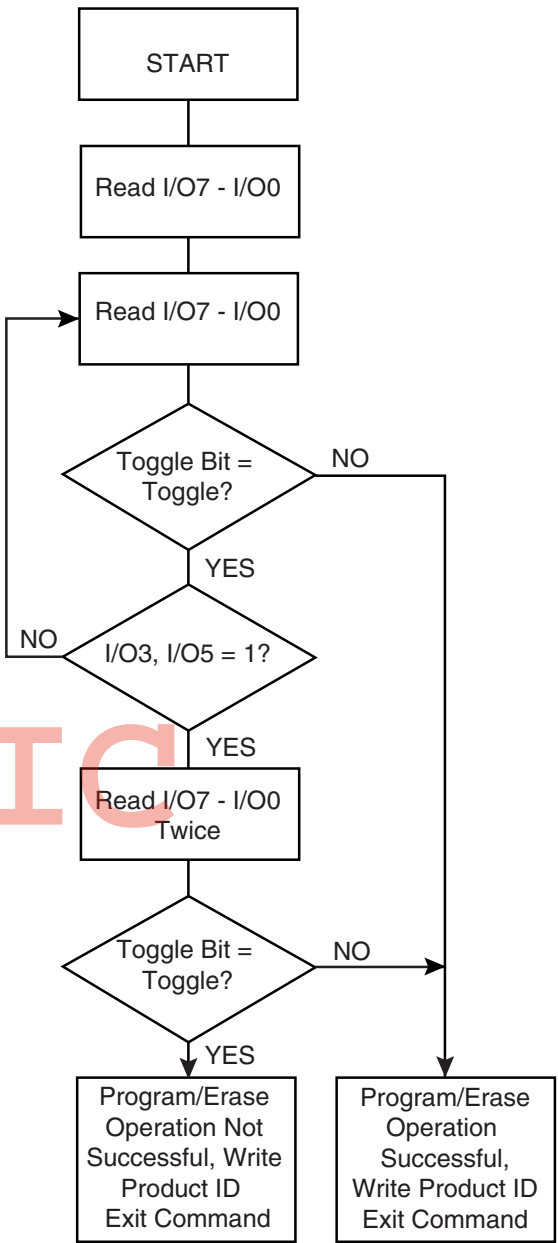 START
Read I/O7 - I/O0
Read I/O7 - I/O0
Toggle Bit =
Toggle?
NO
YES
NO
I/O3, I/O5 = 1?
YES
IC
Read I/O7 - I/O0
Twice
Toggle Bit =
Toggle?
NO
YES
Program/Erase
Operation Not
Successful, Write
Product ID
Exit Command
Program/Erase
Operation
Successful,
Write Product ID
Exit Command